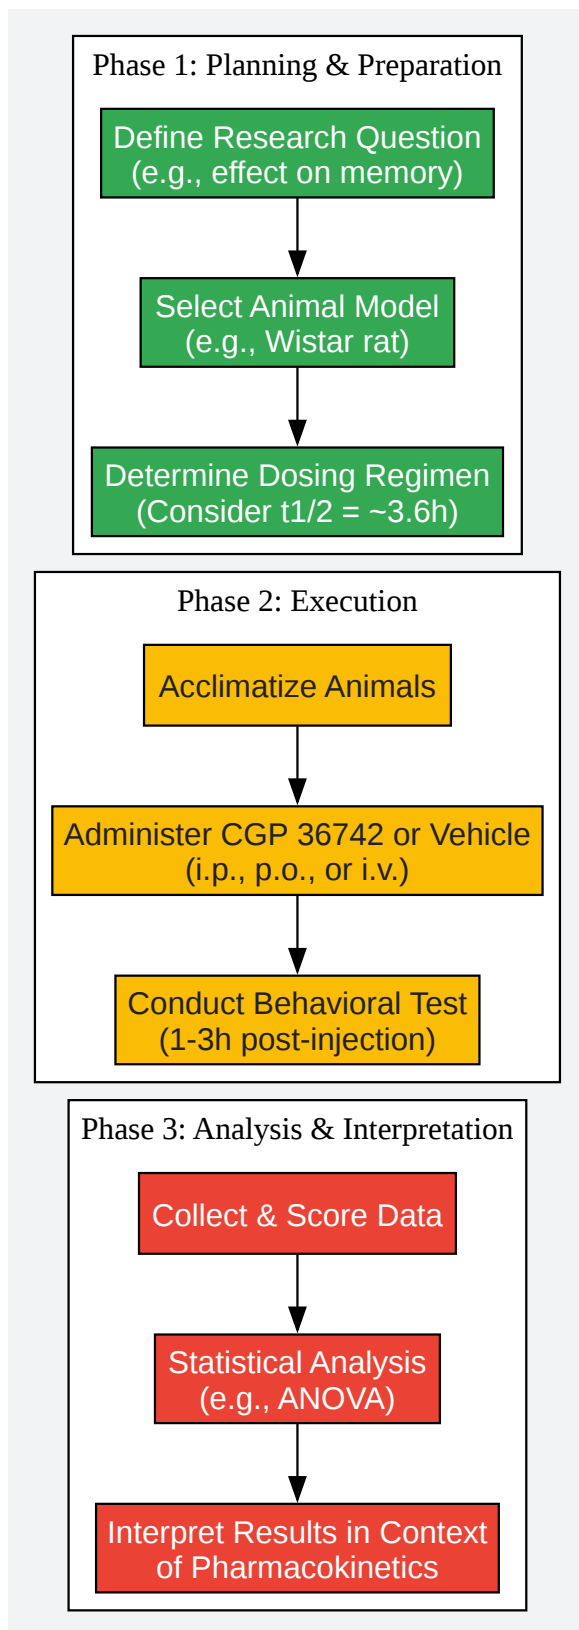 Phase 1: Planning & Preparation
Define Research Question
(e.g., effect on memory)
Select Animal Model
(e.g., Wistar rat)
Determine Dosing Regimen
(Consider t1/2 = ~3.6h)
Phase 2: Execution
Acclimatize Animals
Administer CGP 36742 or Vehicle
(i.p., p.o., or i.v.)
Conduct Behavioral Test
(1-3h post-injection)
Phase 3: Analysis & Interpretation
Collect & Score Data
Statistical Analysis
(e.g., ANOVA)
Interpret Results in Context
of Pharmacokinetics